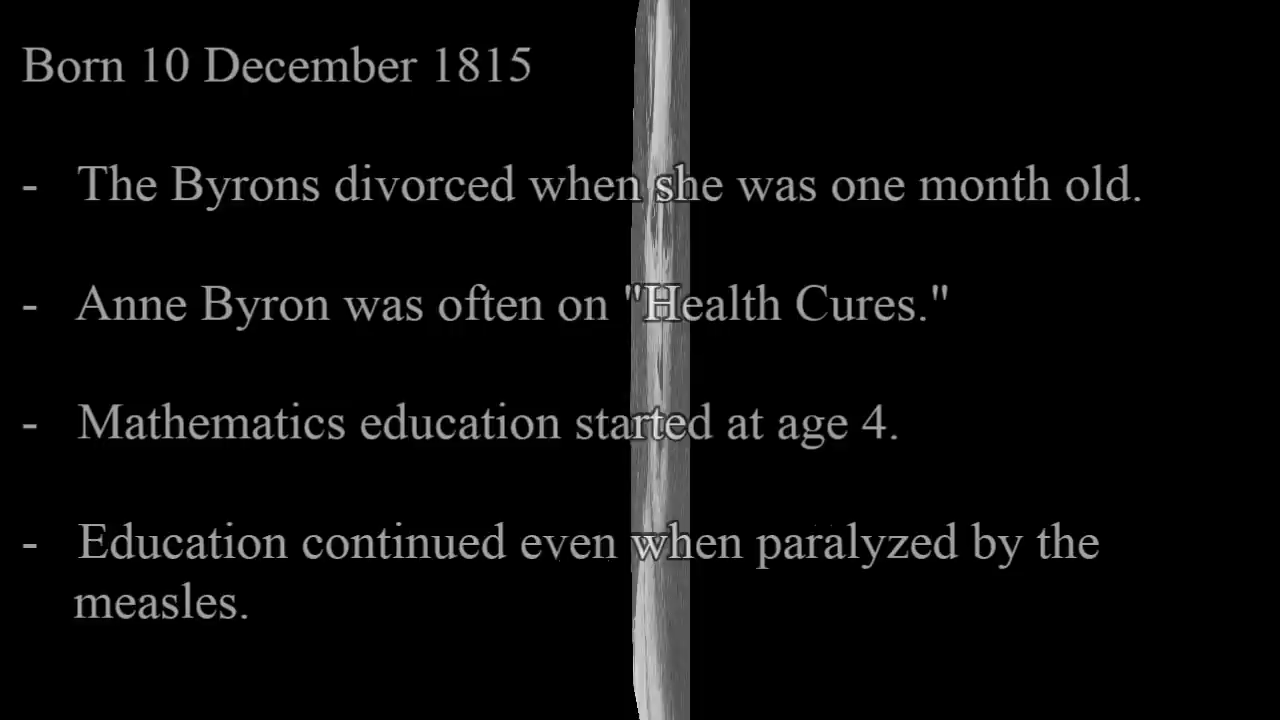 Born 10 December 1815
- The Byrons divorced when she was one month old.
- Anne Byron was often on "Health Cures."
- Mathematics education started at age 4.
- Education continued even when paralyzed by the
measles.